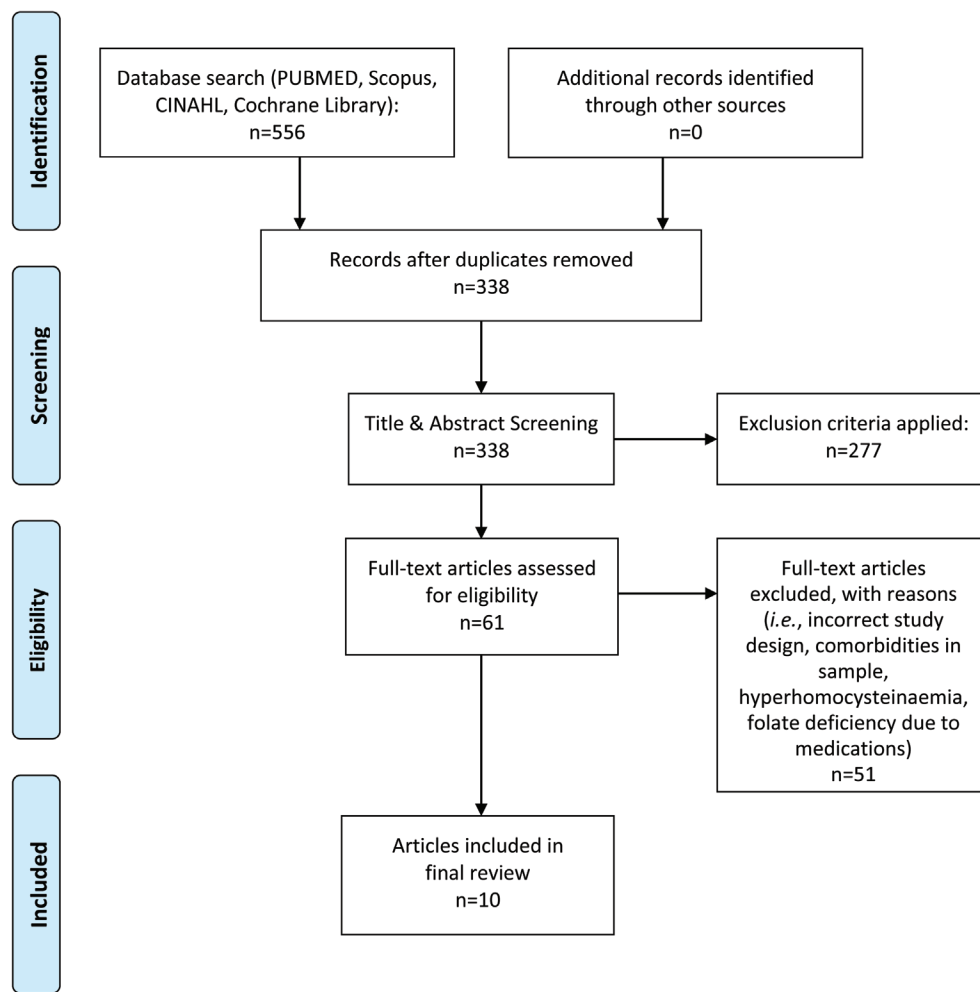 Identification
Database search (PUBMED, Scopus,
CINAHL, Cochrane Library):
n=556
Additional records identified
through other sources
n=0
Records after duplicates removed
n=338
Screening
Title & Abstract Screening
n=338
Exclusion criteria applied:
n=277
Eligibility
Full-text articles assessed
for eligibility
n=61
Full-text articles
excluded, with reasons
(i.e., incorrect study
design, comorbidities in
sample,
hyperhomocysteinaemia,
folate deficiency due to
medications)
n=51
Included
Articles included in
final review
n=10